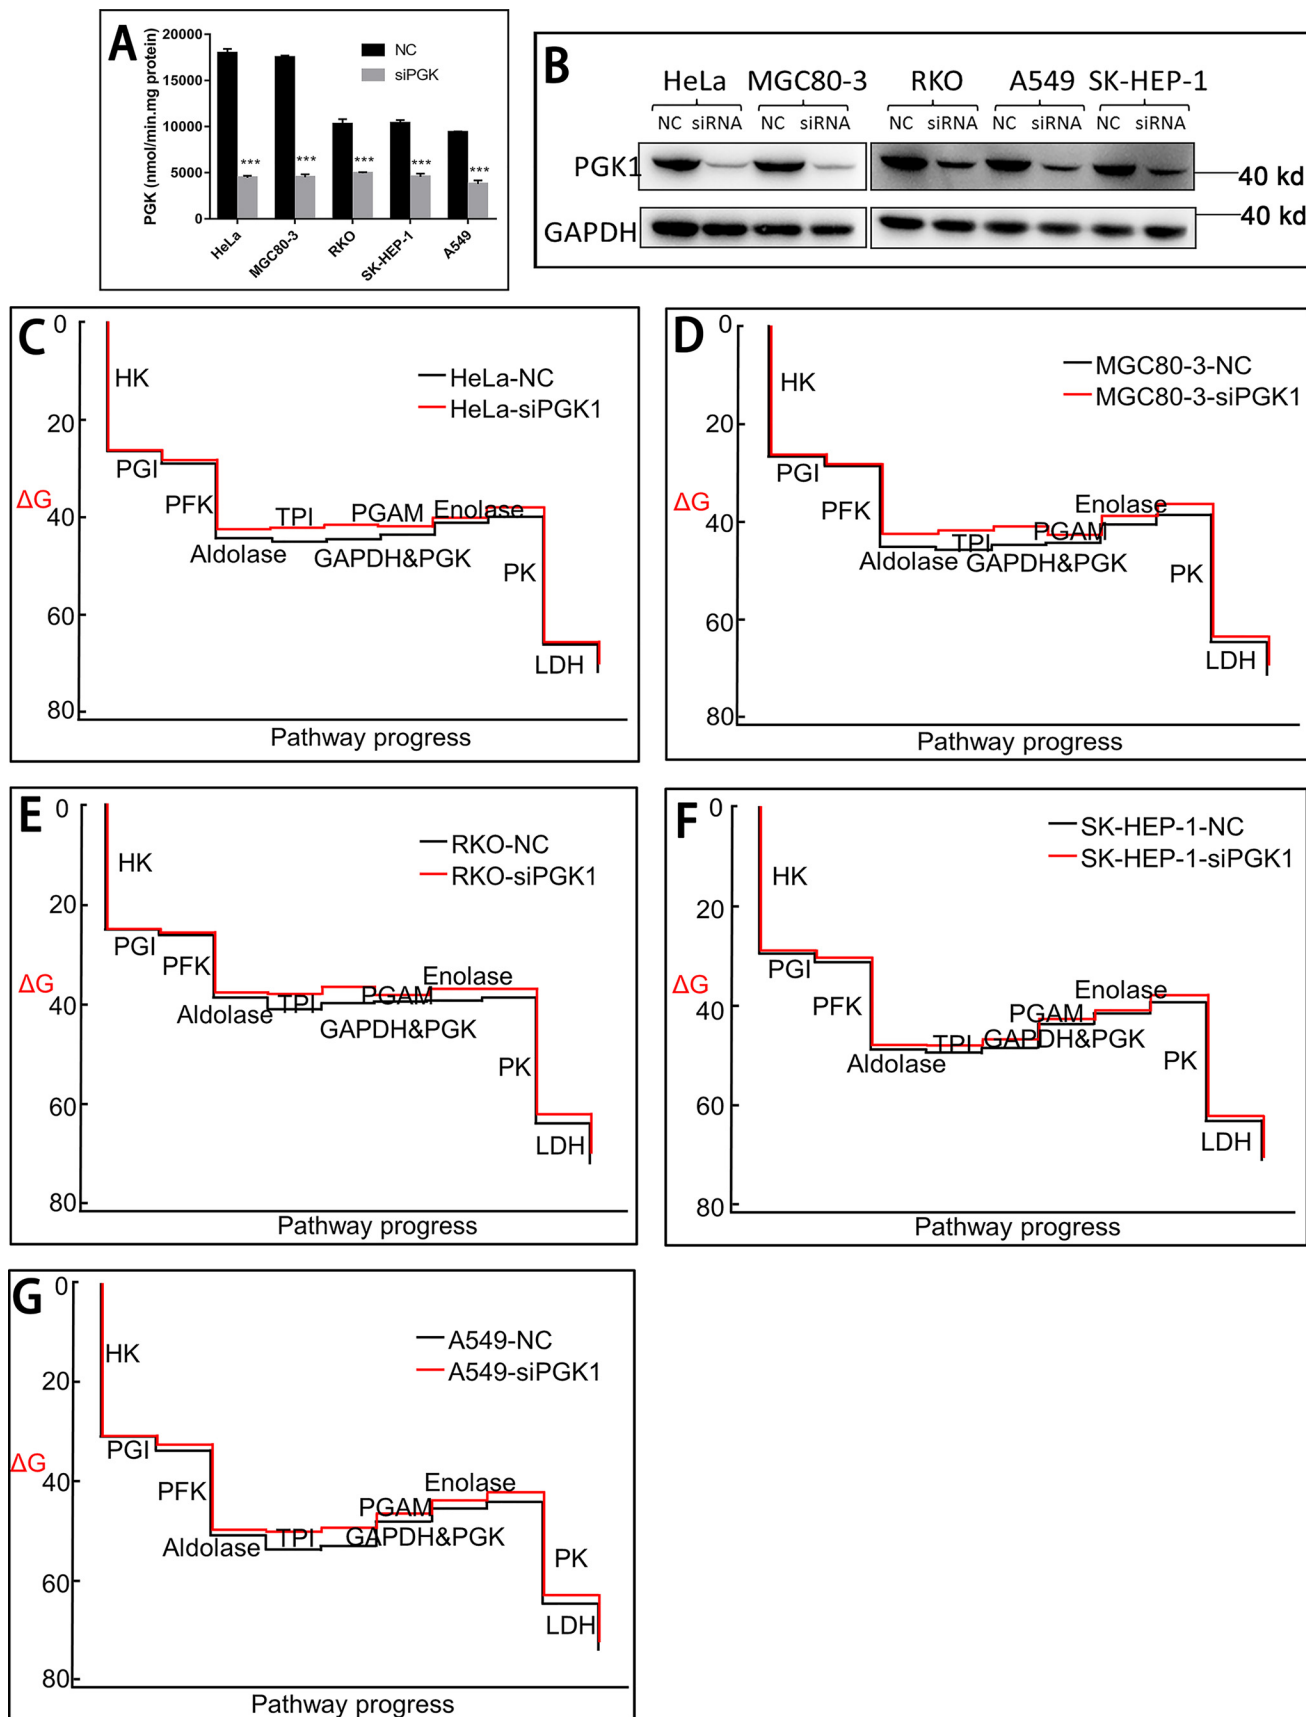 A
20000
15000
10000
5000
0
PGK (nmol/min.mg protein)
NC
siPGK
***
***
***
***
***
HeLa
MGC80-3
RKO
SK-HEP-1
A549
B
HeLa MGC80-3 RKO A549 SK-HEP-1
NC siRNA NC siRNA NC siRNA NC siRNA NC siRNA
PGK1
40 kd
40 kd
GAPDH
C
0
20
40
60
80
ΔG
HeLa-NC
HeLa-siPGK1
HK
PGI
PFK
Aldolase
TPI
GAPDH&PGK
PGAM
Enolase
PK
LDH
Pathway progress
D
0
20
40
60
80
ΔG
MGC80-3-NC
MGC80-3-siPGK1
HK
PGI
PFK
Aldolase
TPI
GAPDH&PGK
PGAM
Enolase
PK
LDH
Pathway progress
E
0
20
40
60
80
ΔG
RKO-NC
RKO-siPGK1
HK
PGI
PFK
Aldolase
TPI
GAPDH&PGK
PGAM
Enolase
PK
LDH
Pathway progress
F
0
20
40
60
80
ΔG
SK-HEP-1-NC
SK-HEP-1-siPGK1
HK
PGI
PFK
Aldolase
TPI
GAPDH&PGK
PGAM
Enolase
PK
LDH
Pathway progress
G
0
20
40
60
80
ΔG
A549-NC
A549-siPGK1
HK
PGI
PFK
Aldolase
TPI
GAPDH&PGK
PGAM
Enolase
PK
LDH
Pathway progress